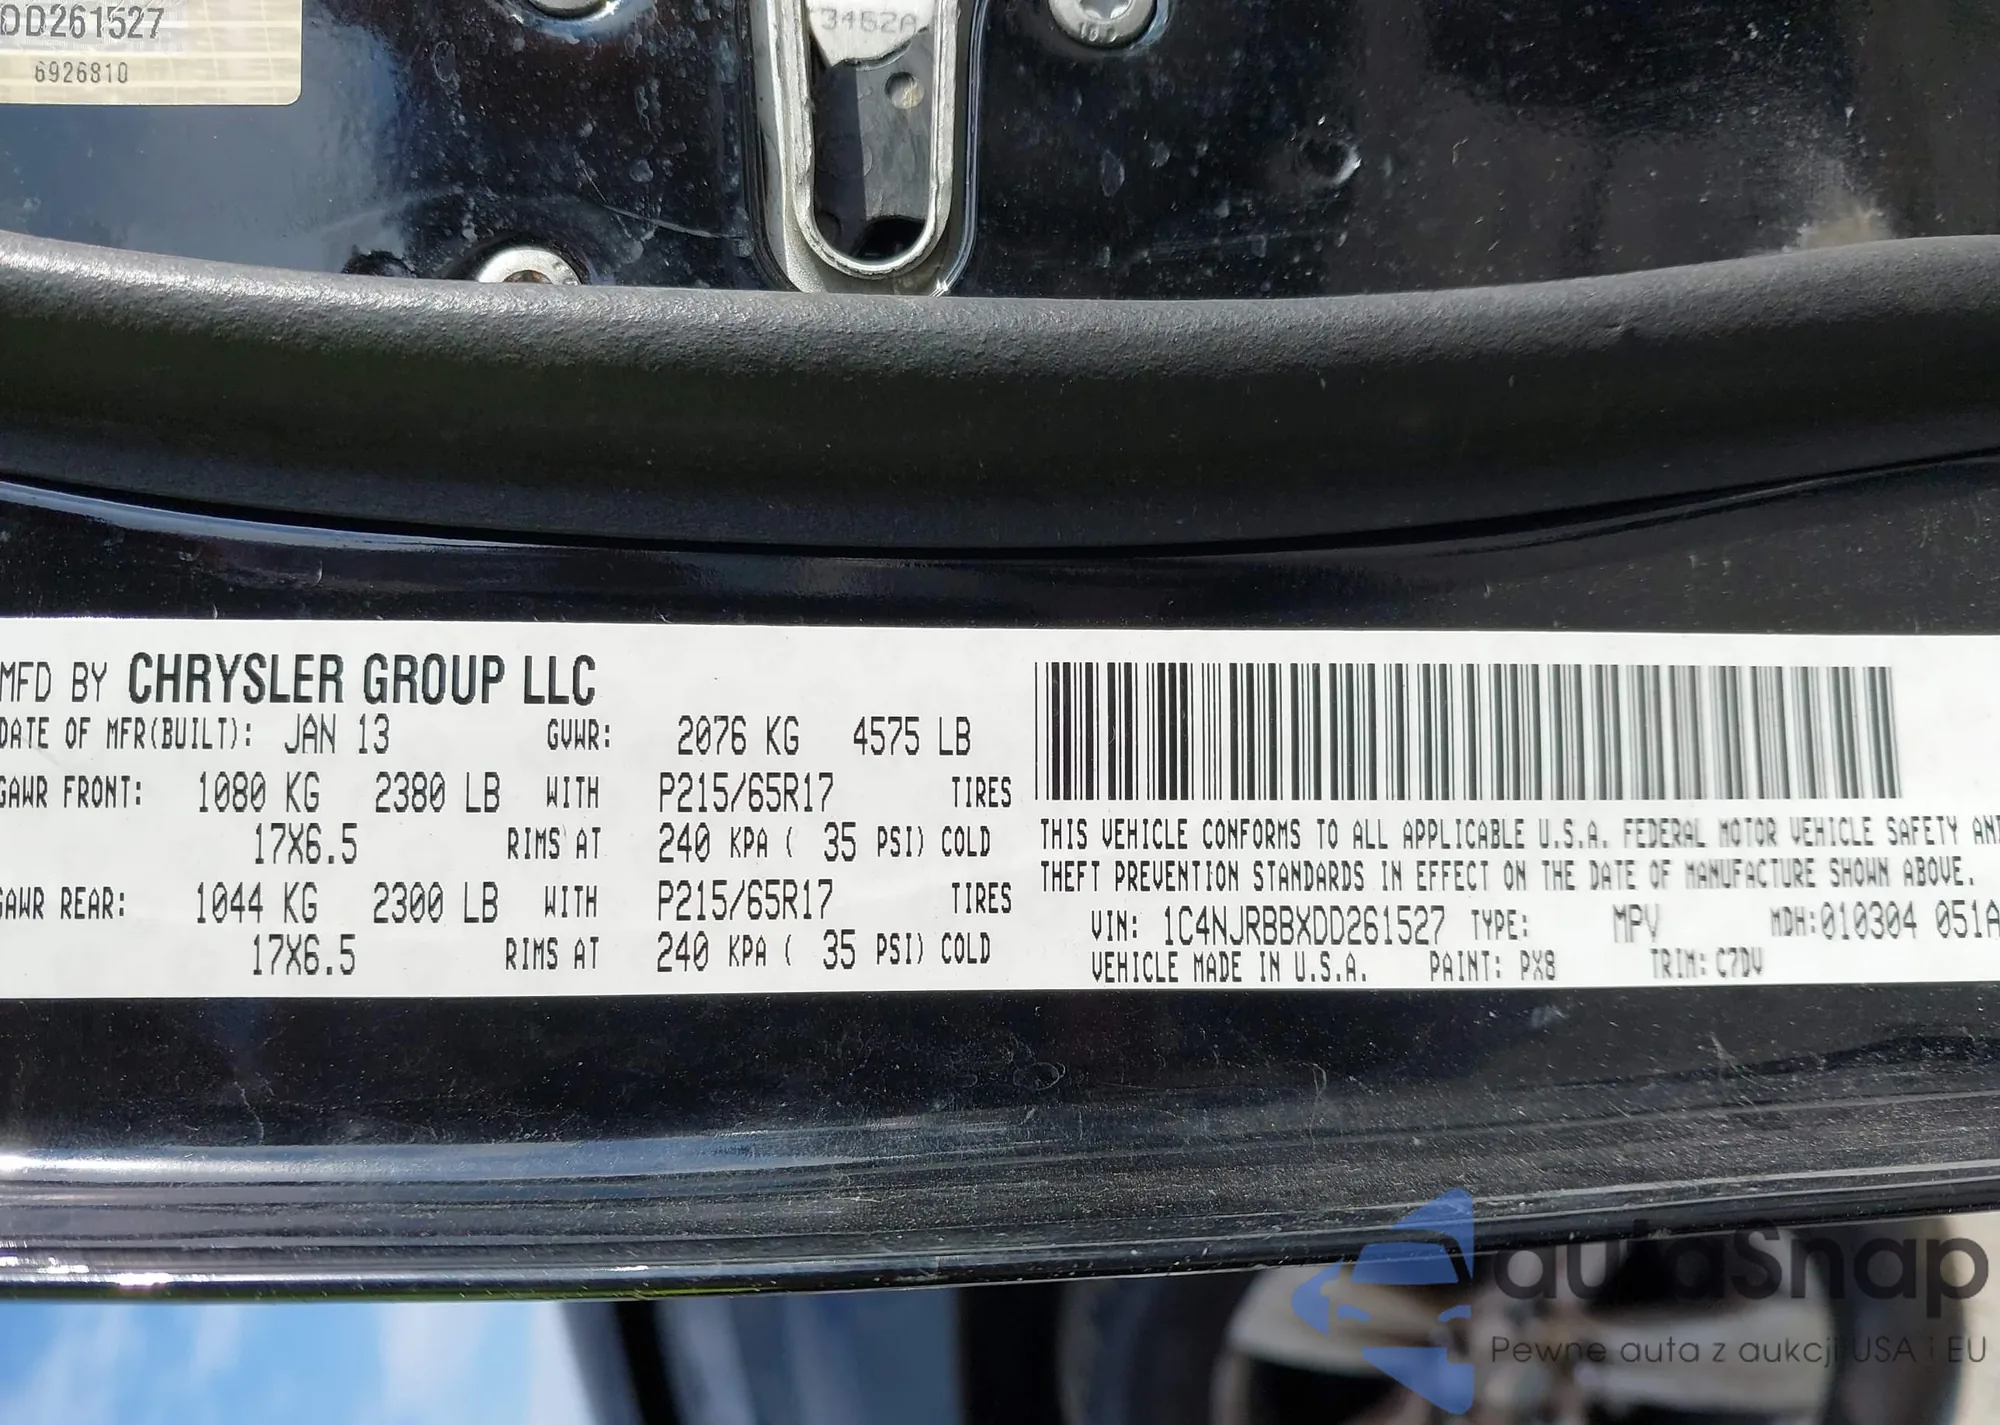 DD261527
6926810
3462A
MFD BY CHRYSLER GROUP LLC
DATE OF MFR(BUILT): JAN 13 GVWR: 2076 KG 4575 LB
GAWR FRONT: 1080 KG 2380 LB WITH P215/65R17 TIRES
17X6.5 RIMS AT 240 KPA ( 35 PSI) COLD
GAWR REAR: 1044 KG 2300 LB WITH P215/65R17 TIRES
17X6.5 RIMS AT 240 KPA ( 35 PSI) COLD
THIS VEHICLE CONFORMS TO ALL APPLICABLE U.S.A. FEDERAL MOTOR VEHICLE SAFETY AND
THEFT PREVENTION STANDARDS IN EFFECT ON THE DATE OF MANUFACTURE SHOWN ABOVE.
VIN: 1C4NJRBBXDD261527 TYPE: MPV MDH:010304 051A
VEHICLE MADE IN U.S.A. PAINT: PX8 TRIM: C7DV
autaSnap
Pewne auta z aukcji USA i EU